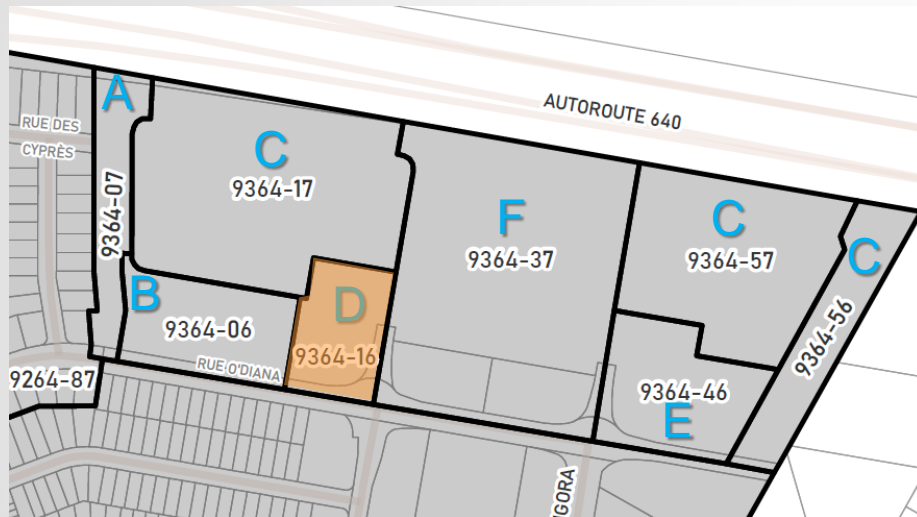 AUTOROUTE 640
A
RUE DES
CYPRÈS
9364-07
C
9364-17
F
9364-37
C
9364-57
C
9364-56
B
9364-06
D
9364-16
RUE O'DIANA
9264-87
9364-46
E
GORA